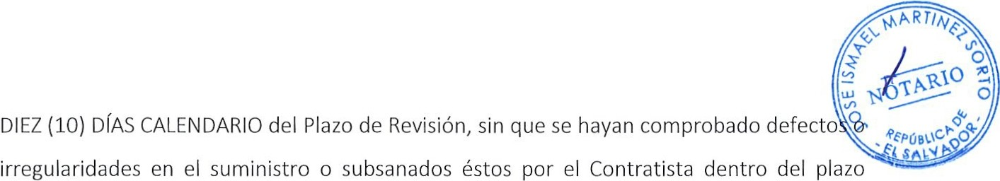 JOSE ISMAEL MARTINEZ SORTO
NOTARIO
REPÚBLICA DE
- EL SALVADOR -
DIEZ (10) DÍAS CALENDARIO del Plazo de Revisión, sin que se hayan comprobado defectos o
irregularidades en el suministro o subsanados éstos por el Contratista dentro del plazo